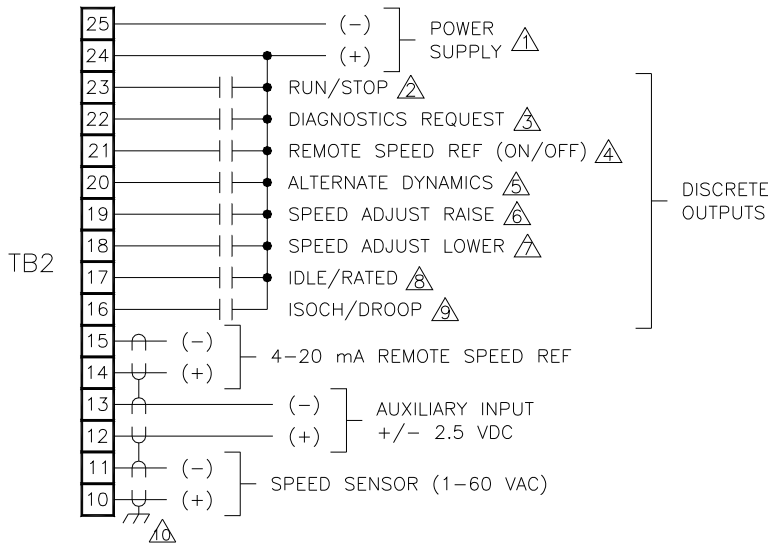 25 (-)
POWER
SUPPLY 1
24 (+)
23 RUN/STOP 2
22 DIAGNOSTICS REQUEST 3
21 REMOTE SPEED REF (ON/OFF) 4
20 ALTERNATE DYNAMICS 5
DISCRETE
OUTPUTS
19 SPEED ADJUST RAISE 6
18 SPEED ADJUST LOWER 7
TB2
17 IDLE/RATED 8
16 ISOCH/DROOP 9
15 (-)
4-20 mA REMOTE SPEED REF
14 (+)
13 (-)
AUXILIARY INPUT
+/- 2.5 VDC
12 (+)
11 (-)
SPEED SENSOR (1-60 VAC)
10 (+)
10